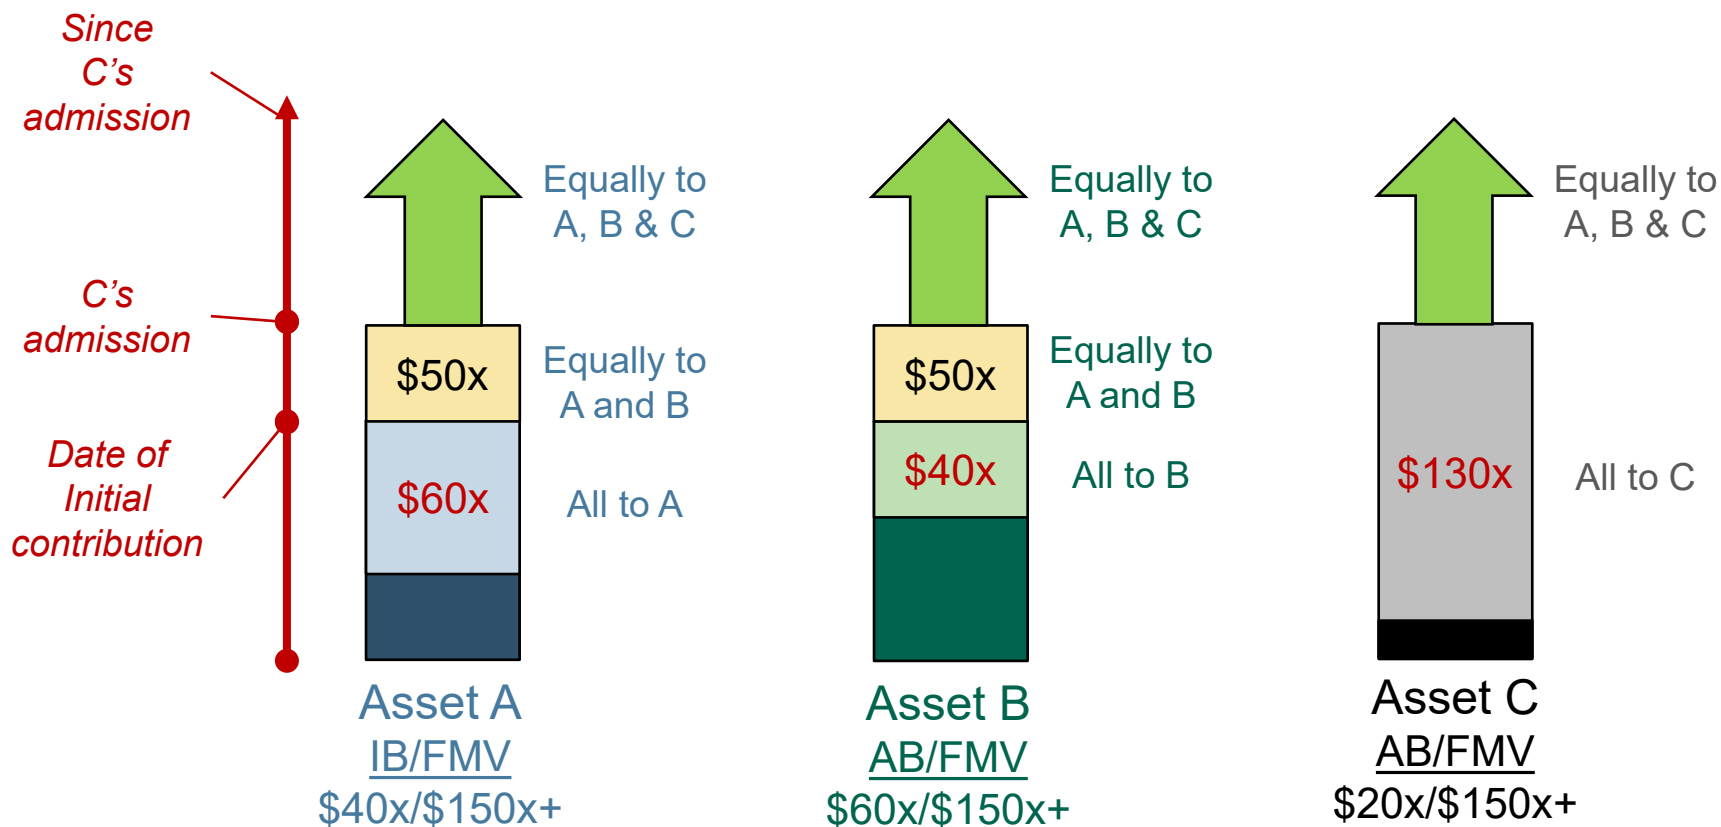 Since
C’s
admission
C’s
admission
Date of
Initial
contribution
Equally to
A, B & C
$50x
Equally to
A and B
$60x
All to A
Asset A
IB/FMV
$40x/$150x+
Equally to
A, B & C
$50x
Equally to
A and B
$40x
All to B
Asset B
AB/FMV
$60x/$150x+
Equally to
A, B & C
$130x
All to C
Asset C
AB/FMV
$20x/$150x+